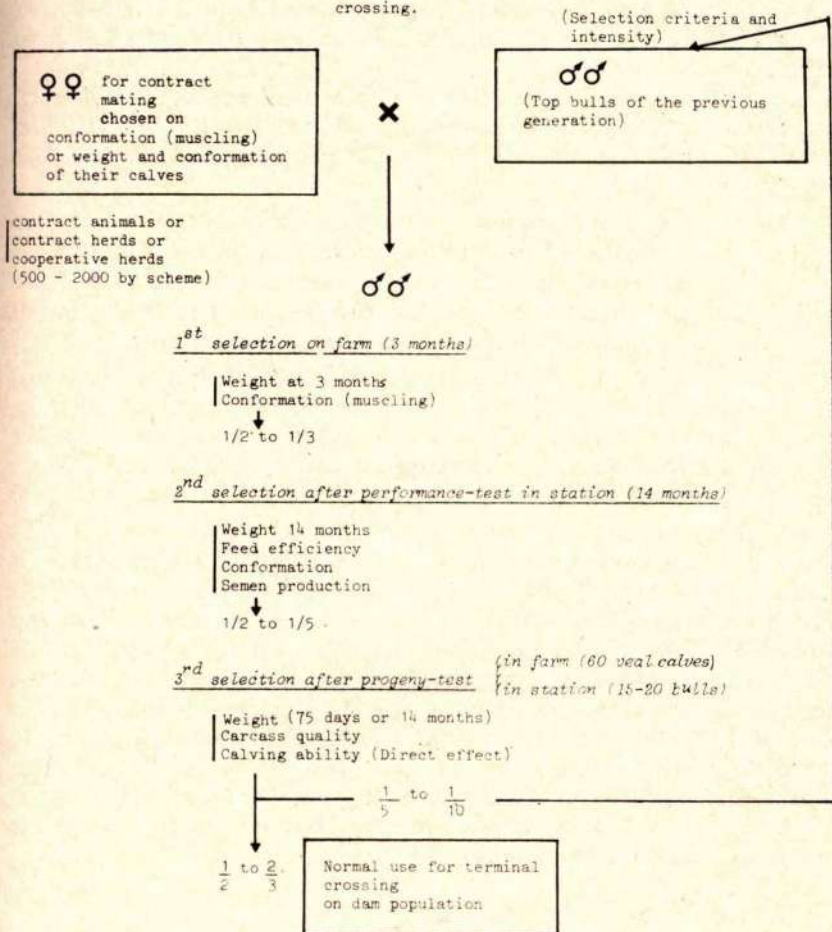 crossing.
(Selection criteria and
intensity)
♀♀ for contract
mating
chosen on
conformation (muscling)
or weight and conformation
of their calves
×
♂♂
(Top bulls of the previous
generation)
contract animals or
contract herds or
cooperative herds
(500 - 2000 by scheme)
♂♂
1st selection on farm (3 months)
Weight at 3 months
Conformation (muscling)
1/2 to 1/3
2nd selection after performance-test in station (14 months)
Weight 14 months
Feed efficiency
Conformation
Semen production
1/2 to 1/5
3rd selection after progeny-test {in farm (60 veal calves)
{in station (15-20 bulls)
Weight (75 days or 14 months)
Carcass quality
Calving ability (Direct effect)
1/5 to 1/10
1/2 to 2/3
Normal use for terminal
crossing
on dam population